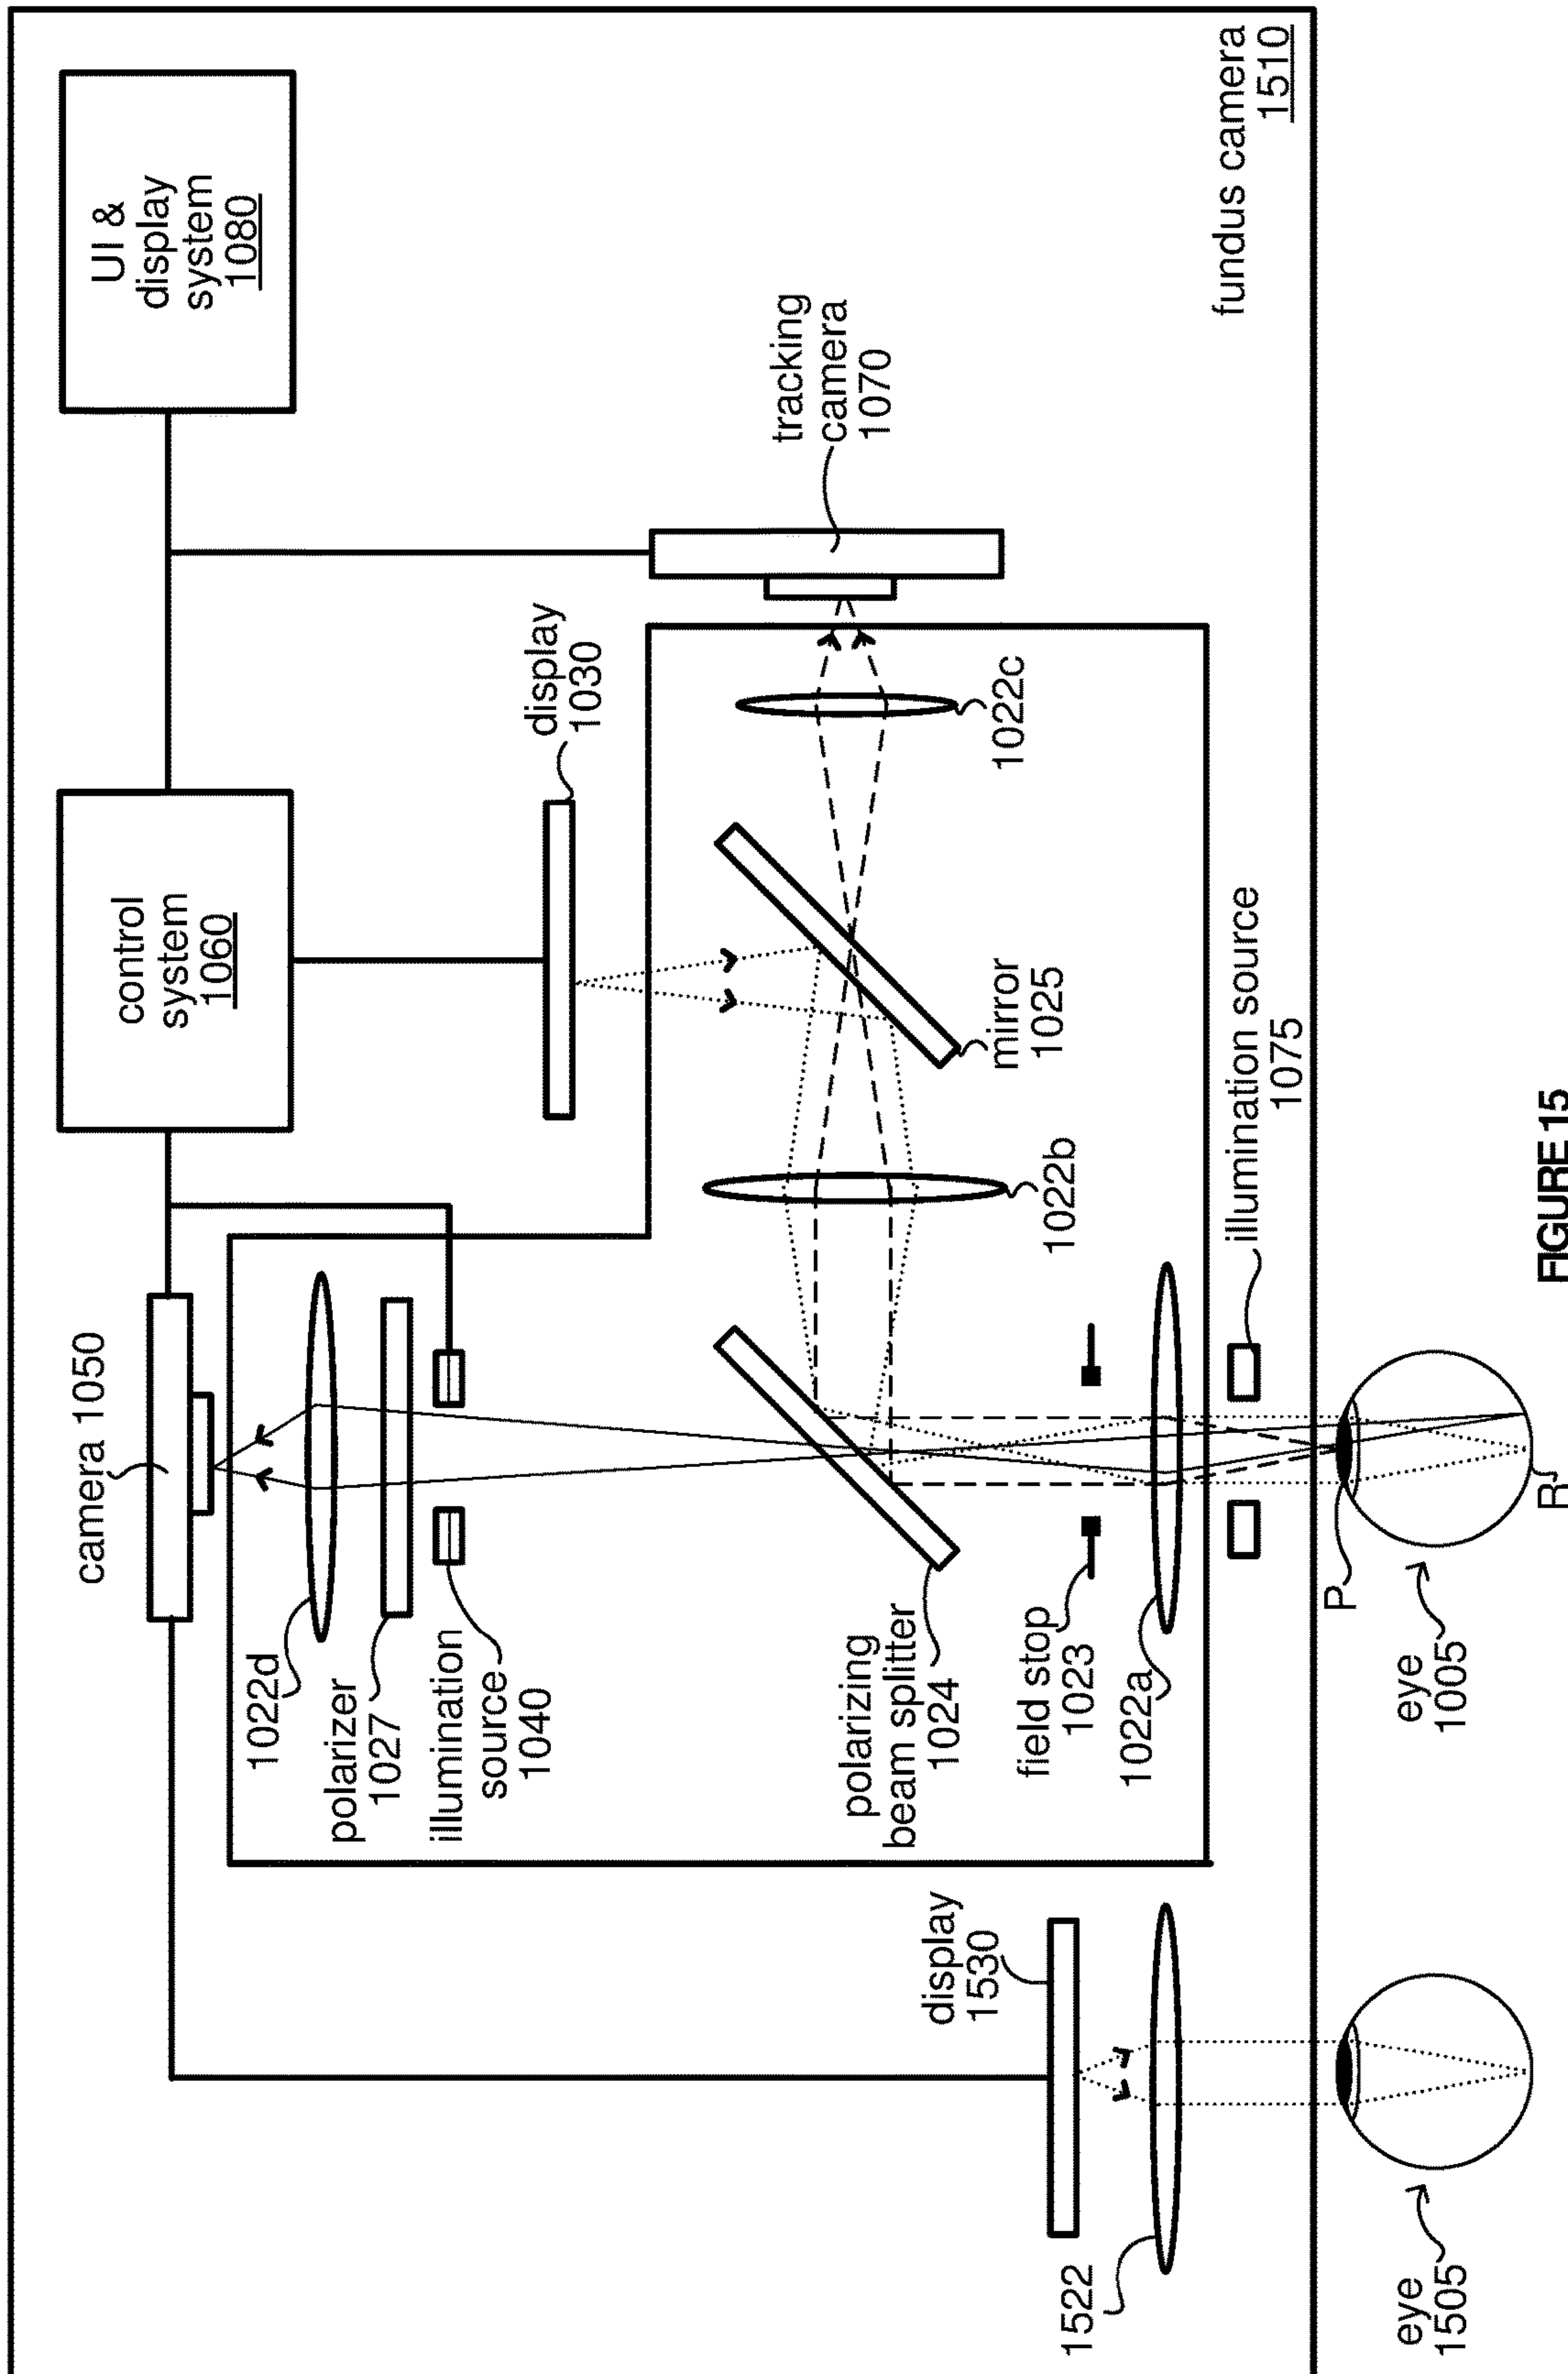 camera 1050
control
system
1060
UI &
display
system
1080
1022d
polarizer
1027
illumination
source
1040
display
1030
tracking
camera
1070
polarizing
beam splitter
1024
display
1530
field stop
1023
1022b
mirror
1025
1022c
1522
1022a
illumination source
1075
fundus camera
1510
P
eye
1505
eye
1005
R
FIGURE 15